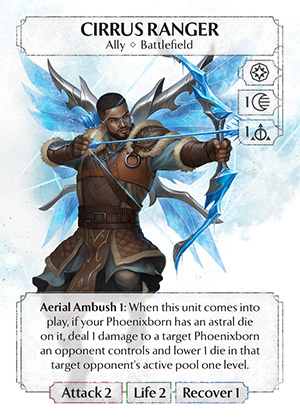 CIRRUS RANGER
Ally ⟡ Battlefield
1
1
Aerial Ambush 1: When this unit comes into
play, if your Phoenixborn has an astral die
on it, deal 1 damage to a target Phoenixborn
an opponent controls and lower 1 die in that
target opponent's active pool one level.
Attack 2 Life 2 Recover 1